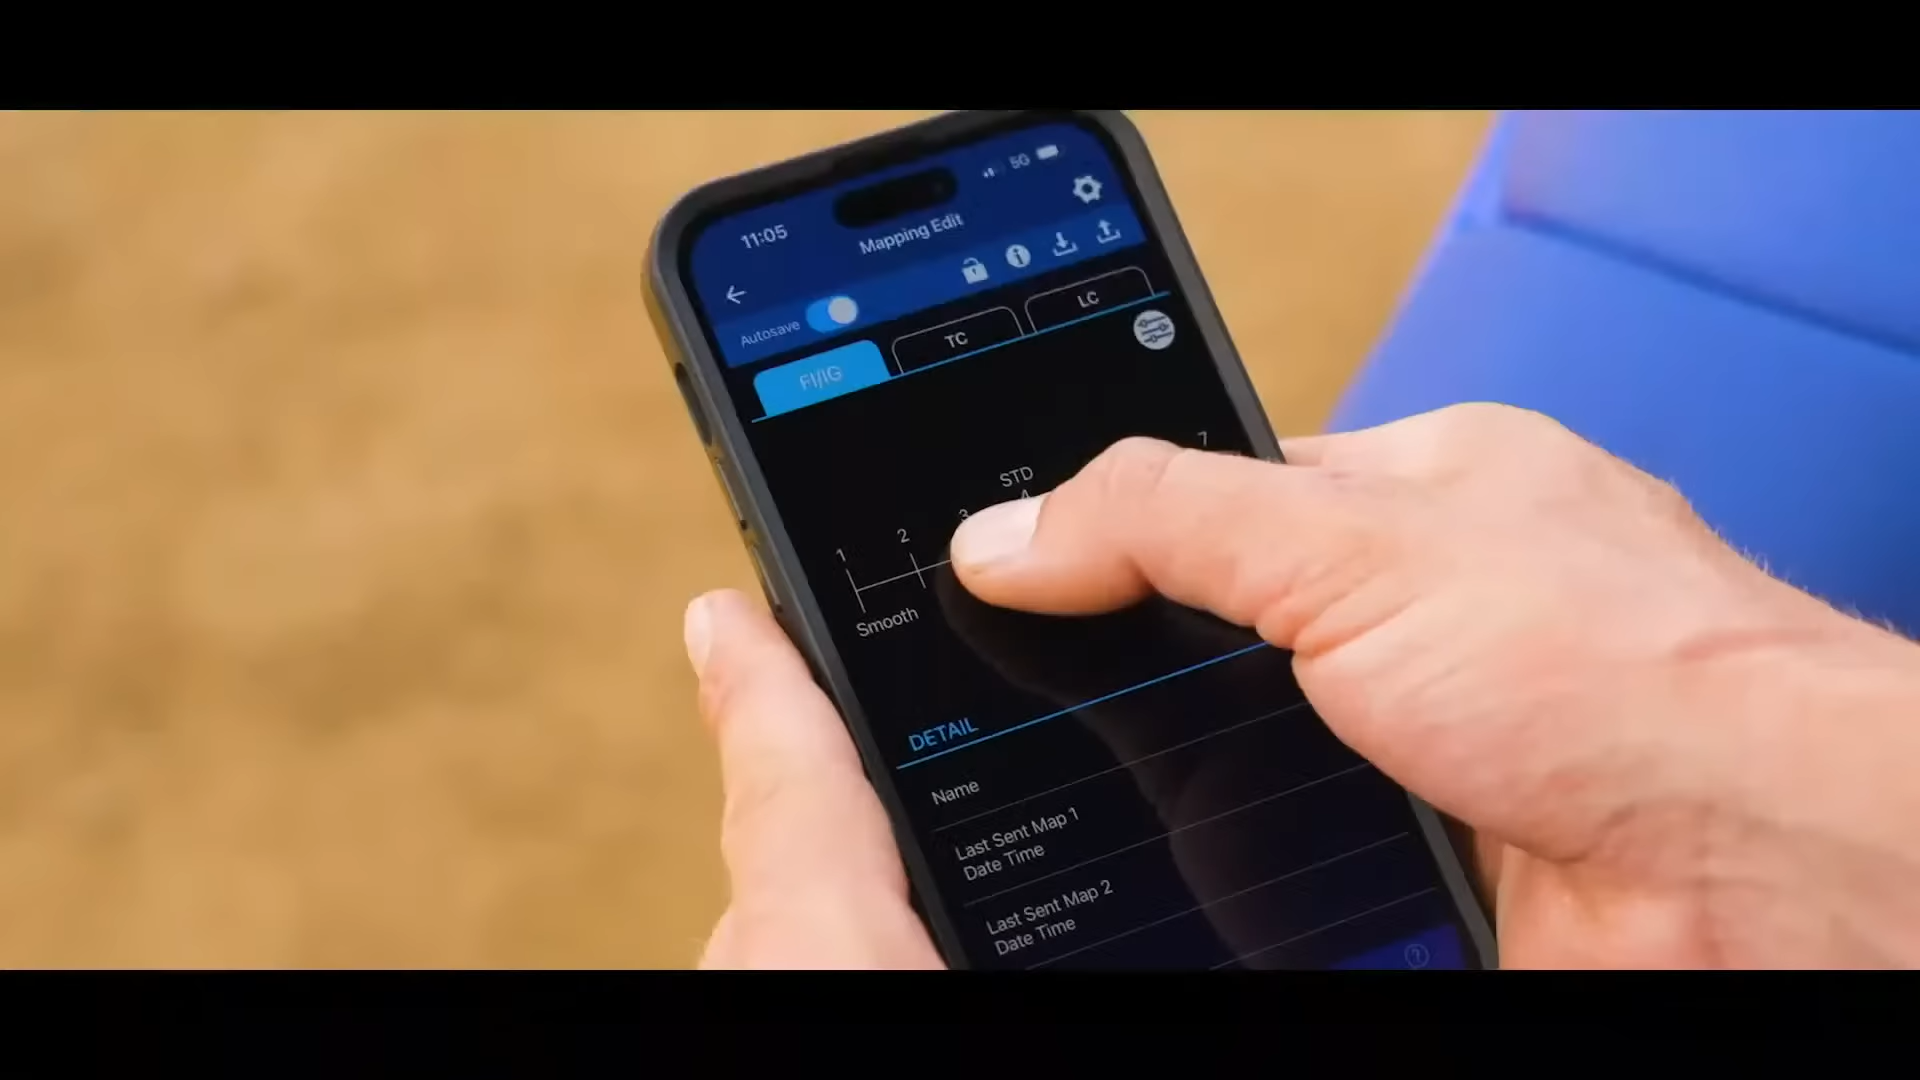 11:05
5G
Mapping Edit
Autosave
FI/IG
TC
LC
STD
1
2
3
4
7
Smooth
DETAIL
Name
Last Sent Map 1
Date Time
Last Sent Map 2
Date Time